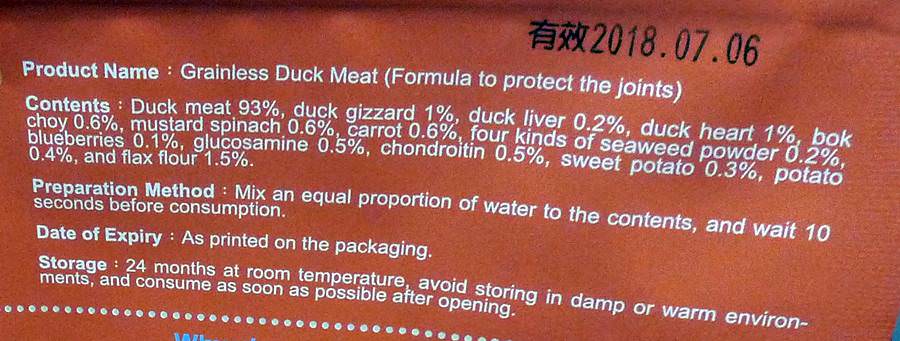 有效2018.07.06
Product Name：Grainless Duck Meat (Formula to protect the joints)
Contents：Duck meat 93%, duck gizzard 1%, duck liver 0.2%, duck heart 1%, bok
choy 0.6%, mustard spinach 0.6%, carrot 0.6%, four kinds of seaweed powder 0.2%,
blueberries 0.1%, glucosamine 0.5%, chondroitin 0.5%, sweet potato 0.3%, potato
0.4%, and flax flour 1.5%.
Preparation Method：Mix an equal proportion of water to the contents, and wait 10
seconds before consumption.
Date of Expiry：As printed on the packaging.
Storage：24 months at room temperature, avoid storing in damp or warm environ-
ments, and consume as soon as possible after opening.